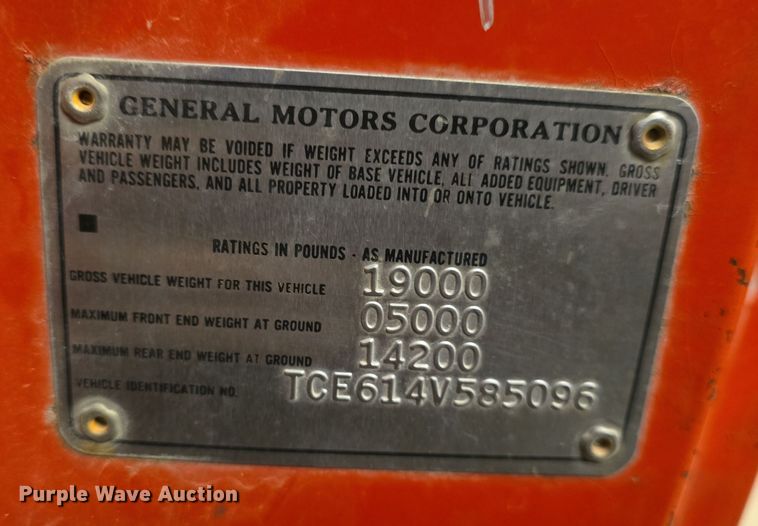 GENERAL MOTORS CORPORATION
WARRANTY MAY BE VOIDED IF WEIGHT EXCEEDS ANY OF RATINGS SHOWN. GROSS
VEHICLE WEIGHT INCLUDES WEIGHT OF BASE VEHICLE, ALL ADDED EQUIPMENT, DRIVER
AND PASSENGERS, AND ALL PROPERTY LOADED INTO OR ONTO VEHICLE.
RATINGS IN POUNDS - AS MANUFACTURED
GROSS VEHICLE WEIGHT FOR THIS VEHICLE 19000
MAXIMUM FRONT END WEIGHT AT GROUND 05000
MAXIMUM REAR END WEIGHT AT GROUND 14200
VEHICLE IDENTIFICATION NO. TCE614V585096
Purple Wave Auction